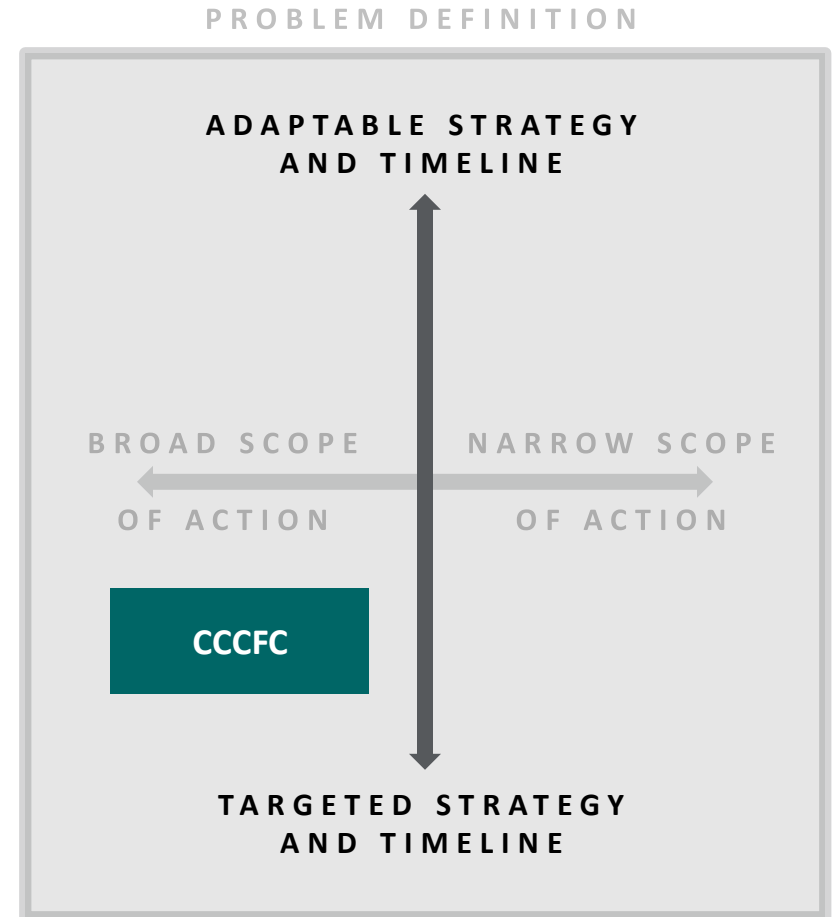 PROBLEM DEFINITION
ADAPTABLE STRATEGY
AND TIMELINE
BROAD SCOPE
OF ACTION
NARROW SCOPE
OF ACTION
CCCFC
TARGETED STRATEGY
AND TIMELINE